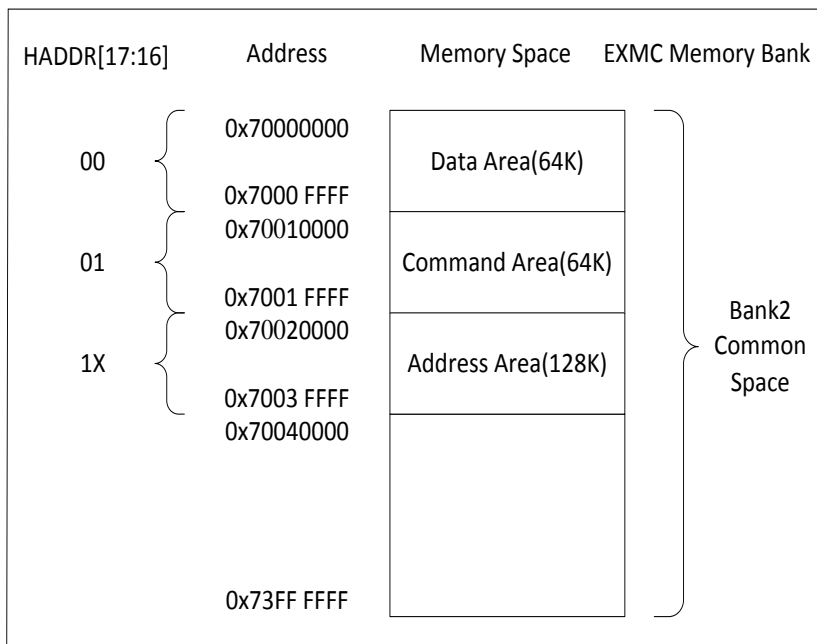 HADDR[17:16] Address Memory Space EXMC Memory Bank
0x70000000
00 Data Area(64K)
0x7000 FFFF
0x70010000
01 Command Area(64K)
0x7001 FFFF
0x70020000
1X Address Area(128K)
0x7003 FFFF
0x70040000
0x73FF FFFF
Bank2
Common
Space